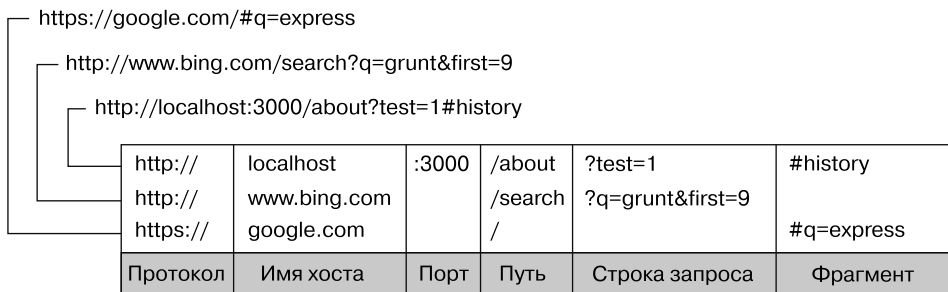 https://google.com/#q=express
http://www.bing.com/search?q=grunt&first=9
http://localhost:3000/about?test=1#history
http:// localhost :3000 /about ?test=1 #history
http:// www.bing.com /search ?q=grunt&first=9
https:// google.com / #q=express
Протокол Имя хоста Порт Путь Строка запроса Фрагмент